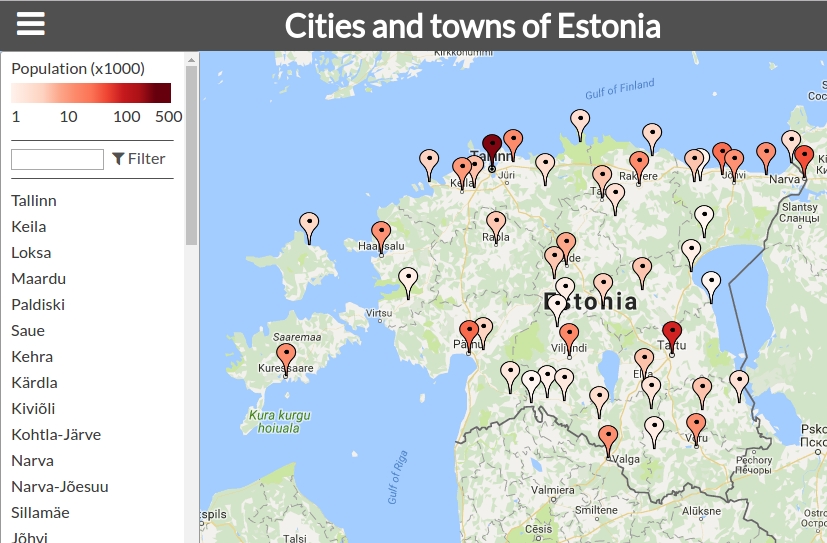 Cities and towns of Estonia
Population (x1000)
1 10 100 500
Filter
Tallinn
Keila
Loksa
Maardu
Paldiski
Saue
Kehra
Kärdla
Kiviõli
Kohtla-Järve
Narva
Narva-Jõesuu
Sillamäe
Jõhvi
Kirkkonummi
Gulf of Finland
Tallinn
Jüri
Keila
Rakvere
Jõhvi
Narva
Slantsy
Сланцы
Haapsalu
Rapla
Virtsu
Estonia
Saaremaa
Kuressaare
Pärnu
Viljandi
Tartu
Elva
Kura kurgu
hoiuala
Gulf of Riga
Valga
Võru
Pechory
Печоры
Valmiera
Smiltene
Alūksne
Cēsis
Talsi